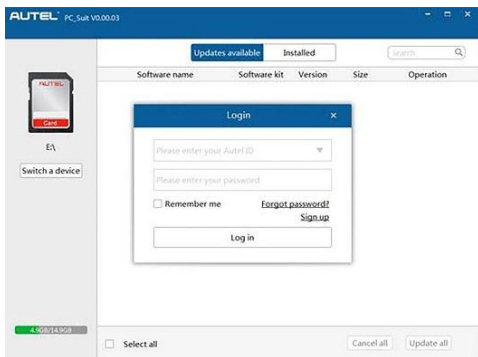 AUTEL PC_Suit V0.00.03
Updates available Installed
search
Software name Software kit Version Size Operation
AUTEL
Card
E:\
Switch a device
Login
Please enter your Autel ID
Please enter your password
Remember me Forgot password?
Sign up
Log in
4.9GB/14.9GB
Select all Cancel all Update all